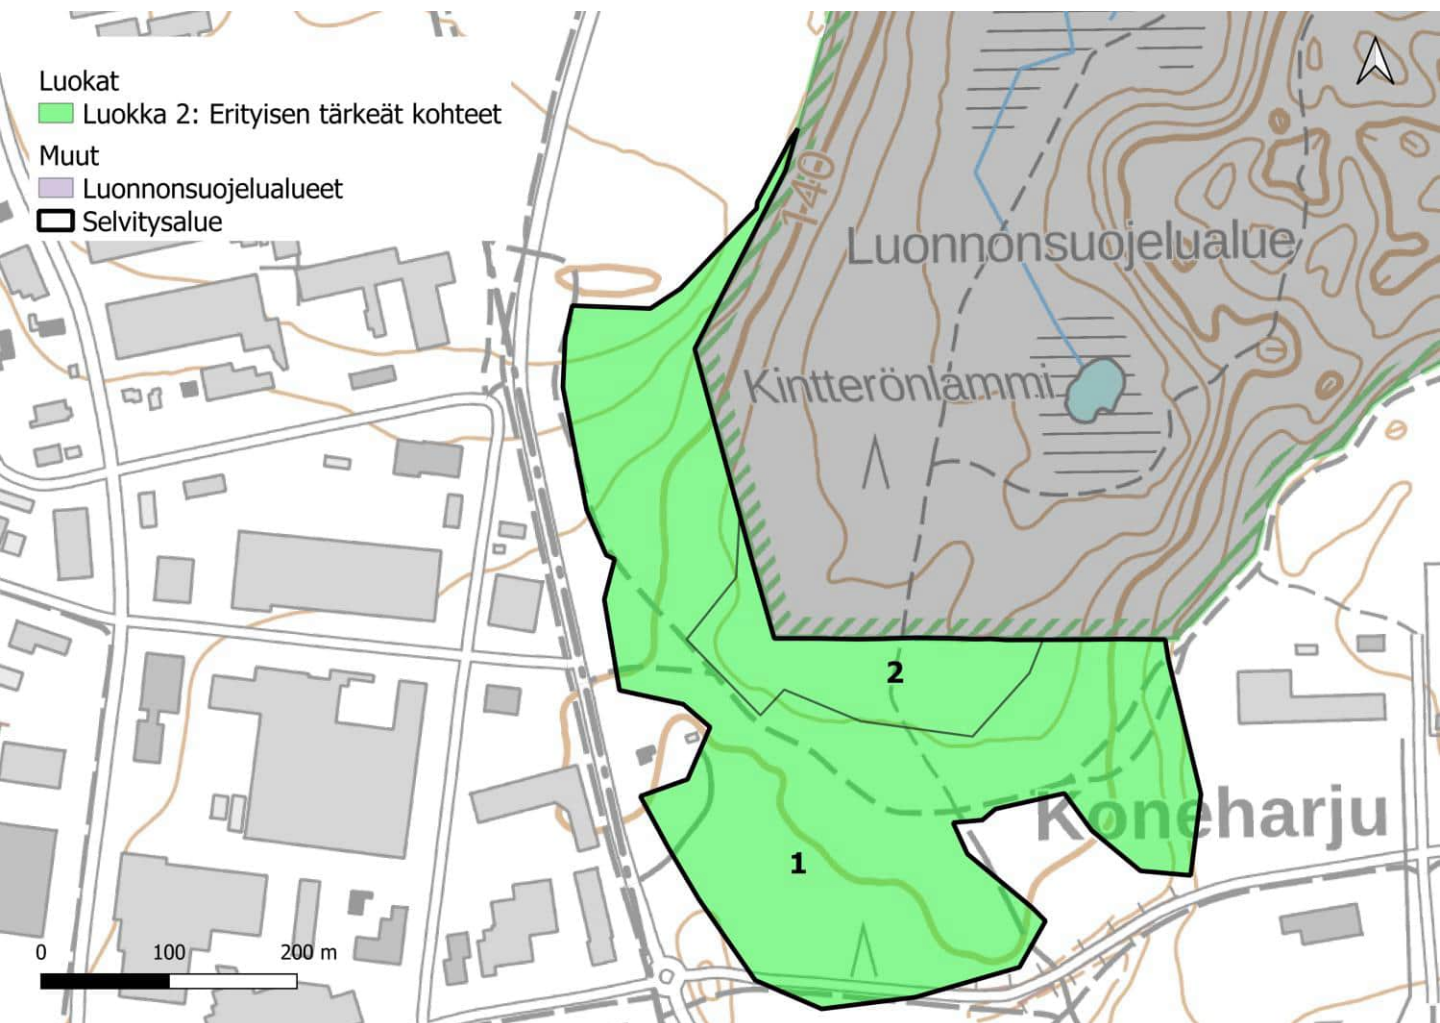 Luokat
Luokka 2: Erityisen tärkeät kohteet
Muut
Luonnonsuojelualueet
Selvitysalue
140
Luonnonsuojelualue
Kintterönlammi
2
Koneharju
1
0 100 200 m